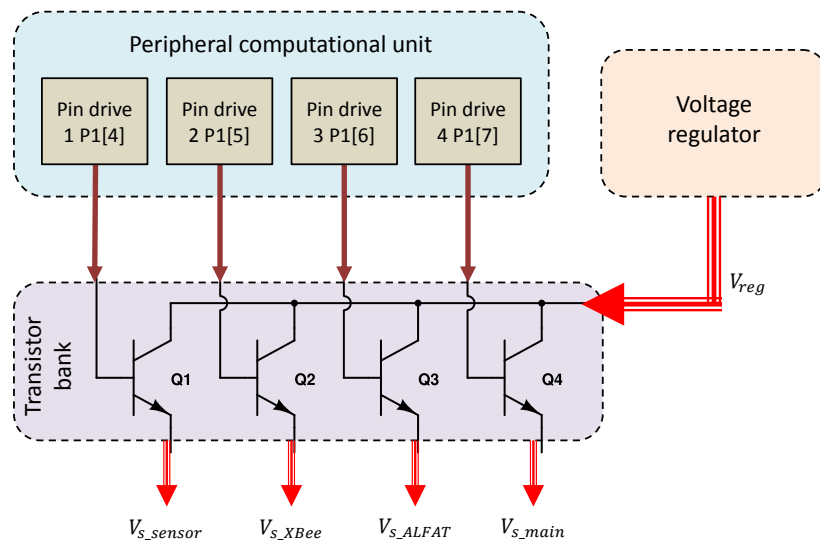 Peripheral computational unit
Pin drive
1 P1[4]
Pin drive
2 P1[5]
Pin drive
3 P1[6]
Pin drive
4 P1[7]
Voltage
regulator
V_reg
Transistor
bank
Q1
Q2
Q3
Q4
V_s_sensor
V_s_XBee
V_s_ALFAT
V_s_main